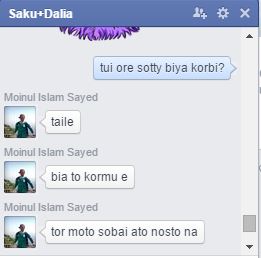 Saku+Dalia
tui ore sotty biya korbi?
Moinul Islam Sayed
taile
Moinul Islam Sayed
bia to kormu e
Moinul Islam Sayed
tor moto sobai ato nosto na